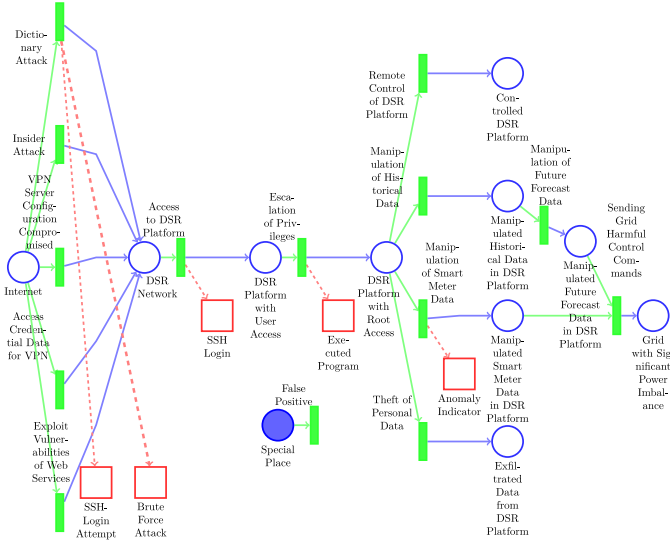 Dictio-
nary
Attack
Insider
Attack
VPN
Server
Config-
uration
Compro-
mised
Internet
Access
Creden-
tial Data
for VPN
Exploit
Vulner-
abilities
of Web
Services
SSH-
Login
Attempt
Brute
Force
Attack
Access
to DSR
Platform
DSR
Network
SSH
Login
Esca-
lation
of Priv-
ileges
DSR
Platform
with
User
Access
Exe-
cuted
Program
False
Positive
Special
Place
Remote
Control
of DSR
Platform
Manip-
ulation
of His-
torical
Data
DSR
Platform
with
Root
Access
Manip-
ulation
of Smart
Meter
Data
Anomaly
Indicator
Theft of
Personal
Data
Con-
trolled
DSR
Platform
Manip-
ulated
Histori-
cal Data
in DSR
Platform
Manip-
ulated
Smart
Meter
Data
in DSR
Platform
Exfil-
trated
Data
from
DSR
Platform
Manip-
ulation of
Future
Forecast
Data
Manip-
ulated
Future
Forecast
Data
in DSR
Platform
Sending
Grid
Harmful
Control
Com-
mands
Grid
with Sig-
nificant
Power
Imbal-
ance